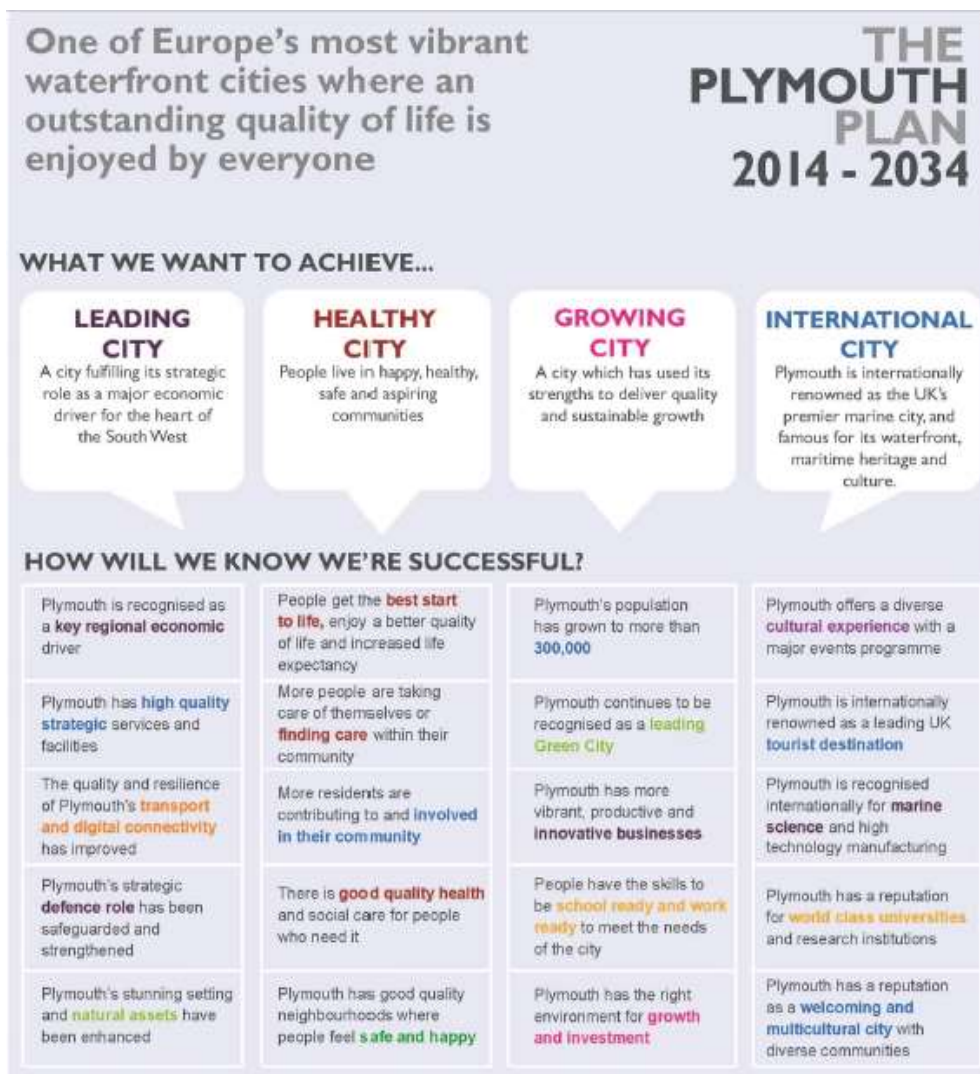 One of Europe's most vibrant
waterfront cities where an
outstanding quality of life is
enjoyed by everyone
THE
PLYMOUTH
PLAN
2014 - 2034
WHAT WE WANT TO ACHIEVE...
LEADING
CITY
A city fulfilling its strategic
role as a major economic
driver for the heart of
the South West
HEALTHY
CITY
People live in happy, healthy,
safe and aspiring
communities
GROWING
CITY
A city which has used its
strengths to deliver quality
and sustainable growth
INTERNATIONAL
CITY
Plymouth is internationally
renowned as the UK's
premier marine city, and
famous for its waterfront,
maritime heritage and
culture.
HOW WILL WE KNOW WE'RE SUCCESSFUL?
Plymouth is recognised as
a key regional economic
driver
People get the best start
to life, enjoy a better quality
of life and increased life
expectancy
Plymouth's population
has grown to more than
300,000
Plymouth offers a diverse
cultural experience with a
major events programme
Plymouth has high quality
strategic services and
facilities
More people are taking
care of themselves or
finding care within their
community
Plymouth continues to be
recognised as a leading
Green City
Plymouth is internationally
renowned as a leading UK
tourist destination
The quality and resilience
of Plymouth's transport
and digital connectivity
has improved
More residents are
contributing to and involved
in their community
Plymouth has more
vibrant, productive and
innovative businesses
Plymouth is recognised
internationally for marine
science and high
technology manufacturing
Plymouth's strategic
defence role has been
safeguarded and
strengthened
There is good quality health
and social care for people
who need it
People have the skills to
be school ready and work
ready to meet the needs
of the city
Plymouth has a reputation
for world class universities
and research institutions
Plymouth's stunning setting
and natural assets have
been enhanced
Plymouth has good quality
neighbourhoods where
people feel safe and happy
Plymouth has the right
environment for growth
and investment
Plymouth has a reputation
as a welcoming and
multicultural city with
diverse communities